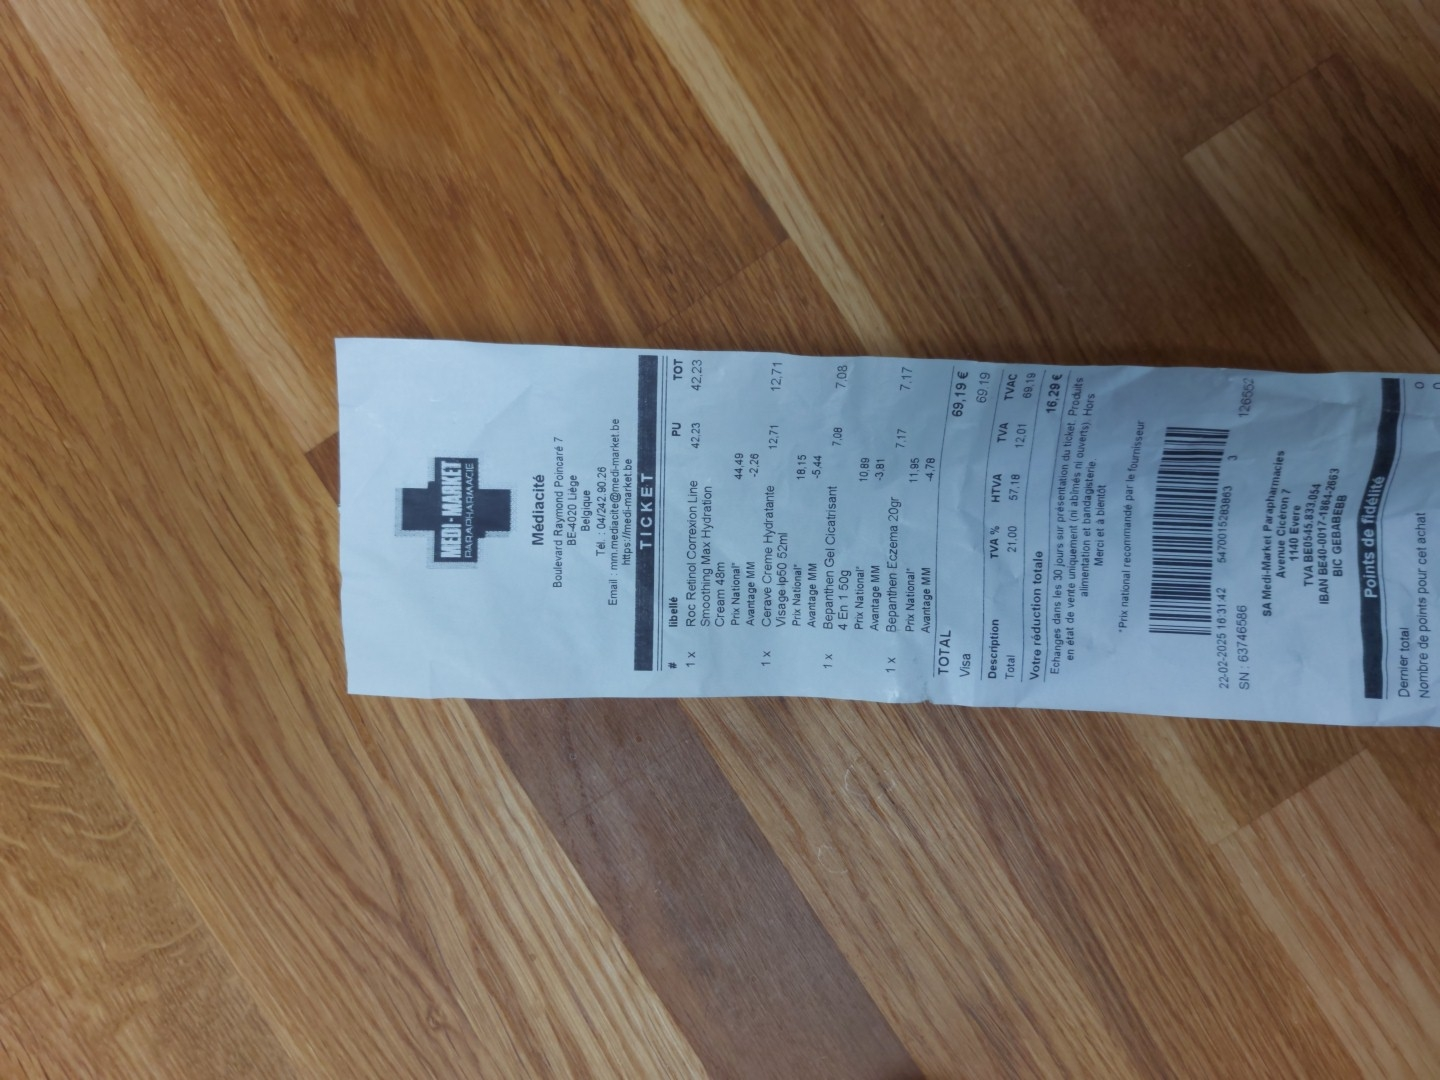 MEDI-MARKET
PARAPHARMACIE
Médiacité
Boulevard Raymond Poincaré 7
BE-4020 Liège
Belgique
Tél. : 04/242.90.26
Email : mm.mediacite@medi-market.be
https://medi-market.be
TICKET
# libellé PU TOT
1 x Roc Retinol Correxion Line 42,23 42,23
Smoothing Max Hydration
Cream 48m
Prix National* 44,49
Avantage MM -2,26
1 x Cerave Creme Hydratante 12,71 12,71
Visage Ip50 52ml
Prix National* 18,15
Avantage MM -5,44
1 x Bepanthen Gel Cicatrisant 7,08 7,08
4 En 1 50g
Prix National* 10,89
Avantage MM -3,81
1 x Bepanthen Eczema 20gr 7,17 7,17
Prix National* 11,95
Avantage MM -4,78
TOTAL 69,19 €
Visa 69,19
Description TVA % HTVA TVA TVAC
Total 21,00 57,18 12,01 69,19
Votre réduction totale 16,29 €
Echanges dans les 30 jours sur présentation du ticket. Produits
en état de vente uniquement (ni abîmés ni ouverts). Hors
alimentation et bandagisterie.
Merci et à bientôt
*Prix national recommandé par le fournisseur
22-02-2025 16:31:42 5470015283863 3
SN : 63746586
SA Medi-Market Parapharmacies
Avenue Cicéron 7
1140 Evere
TVA BE0545.833.054
IBAN BE40-0017-1864-2663
BIC GEBABEBB
Points de fidélité
Dernier total 0
Nombre de points pour cet achat